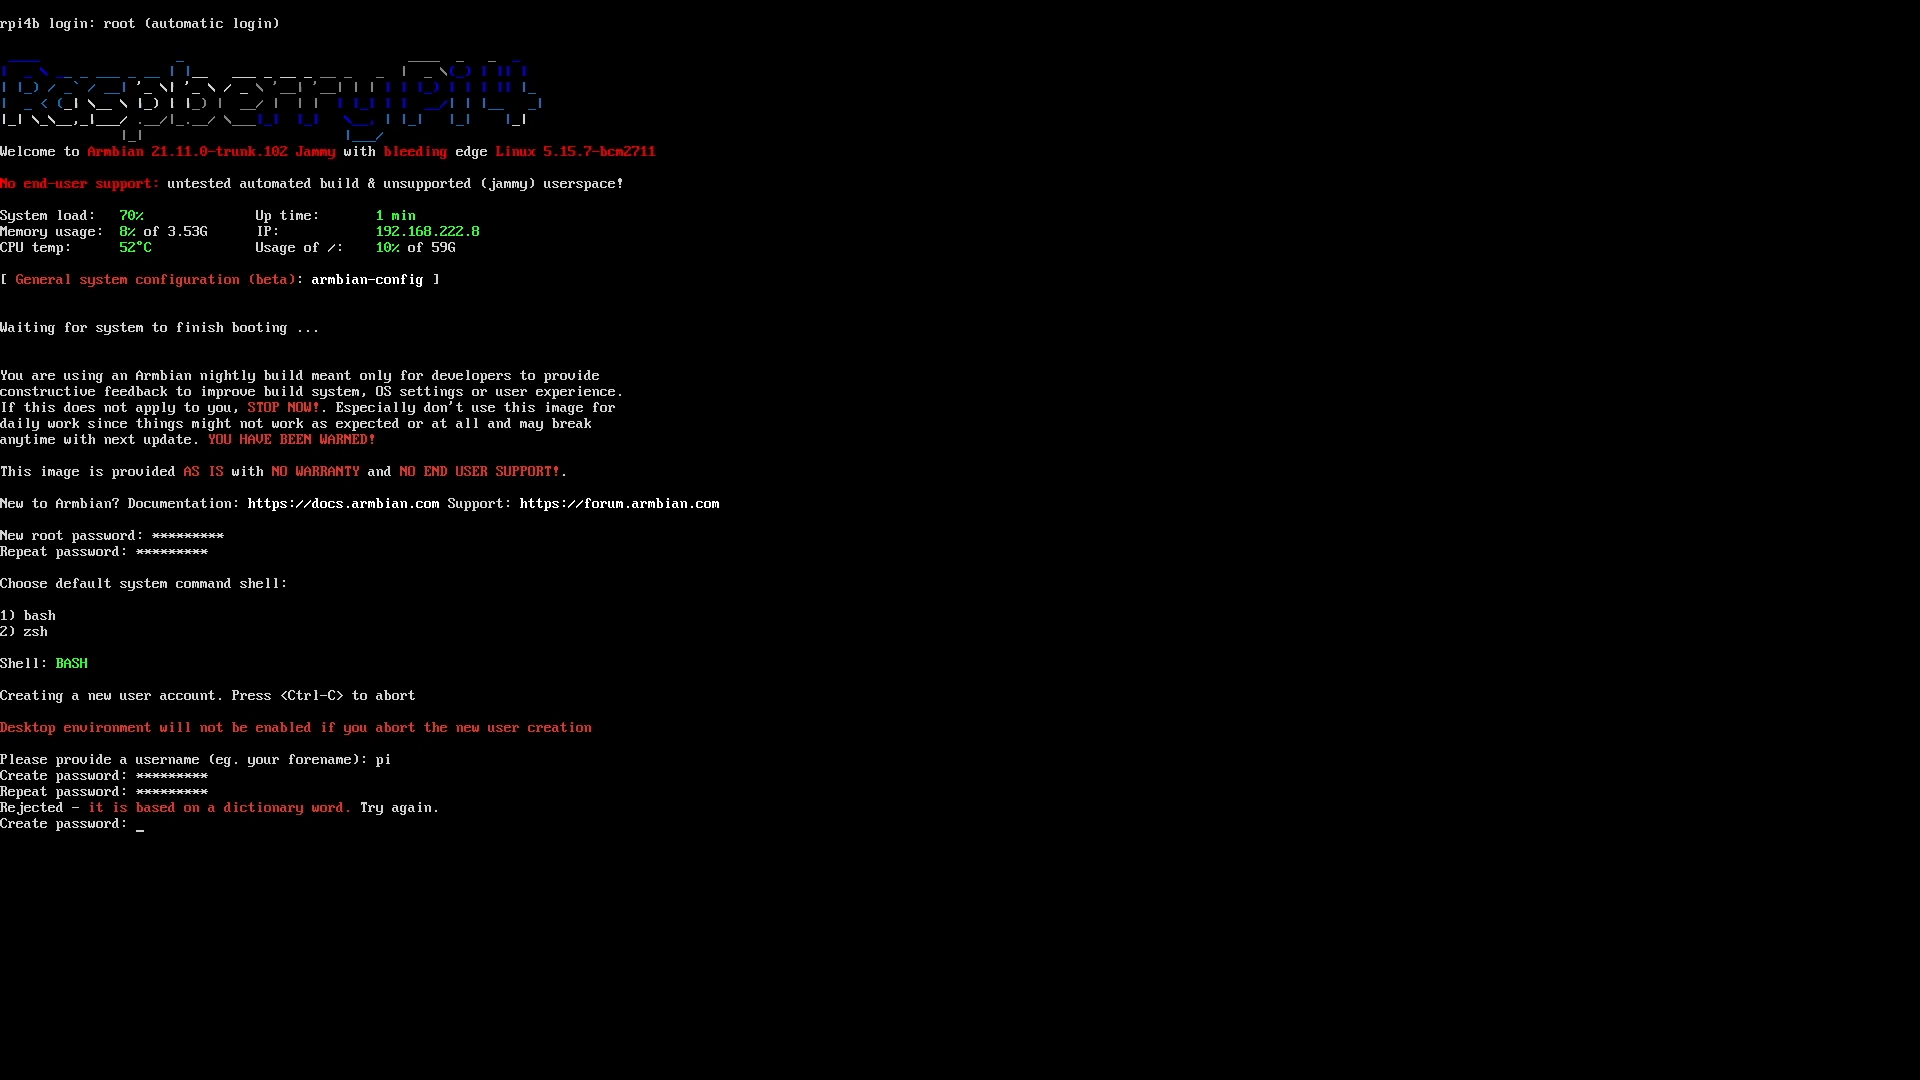 rpi4b login: root (automatic login)
Raspberry Pi 4
Welcome to Armbian 21.11.0-trunk.102 Jammy with bleeding edge Linux 5.15.7-bcm2711
No end-user support: untested automated build & unsupported (jammy) userspace!
System load:   70%           Up time:       1 min
Memory usage:  8% of 3.53G   IP:            192.168.222.8
CPU temp:      52°C          Usage of /:    10% of 59G
[ General system configuration (beta): armbian-config ]
Waiting for system to finish booting ...
You are using an Armbian nightly build meant only for developers to provide
constructive feedback to improve build system, OS settings or user experience.
If this does not apply to you, STOP NOW!. Especially don't use this image for
daily work since things might not work as expected or at all and may break
anytime with next update. YOU HAVE BEEN WARNED!
This image is provided AS IS with NO WARRANTY and NO END USER SUPPORT!.
New to Armbian? Documentation: https://docs.armbian.com Support: https://forum.armbian.com
New root password: *********
Repeat password: *********
Choose default system command shell:
1) bash
2) zsh
Shell: BASH
Creating a new user account. Press <Ctrl-C> to abort
Desktop environment will not be enabled if you abort the new user creation
Please provide a username (eg. your forename): pi
Create password: *********
Repeat password: *********
Rejected - it is based on a dictionary word. Try again.
Create password: _